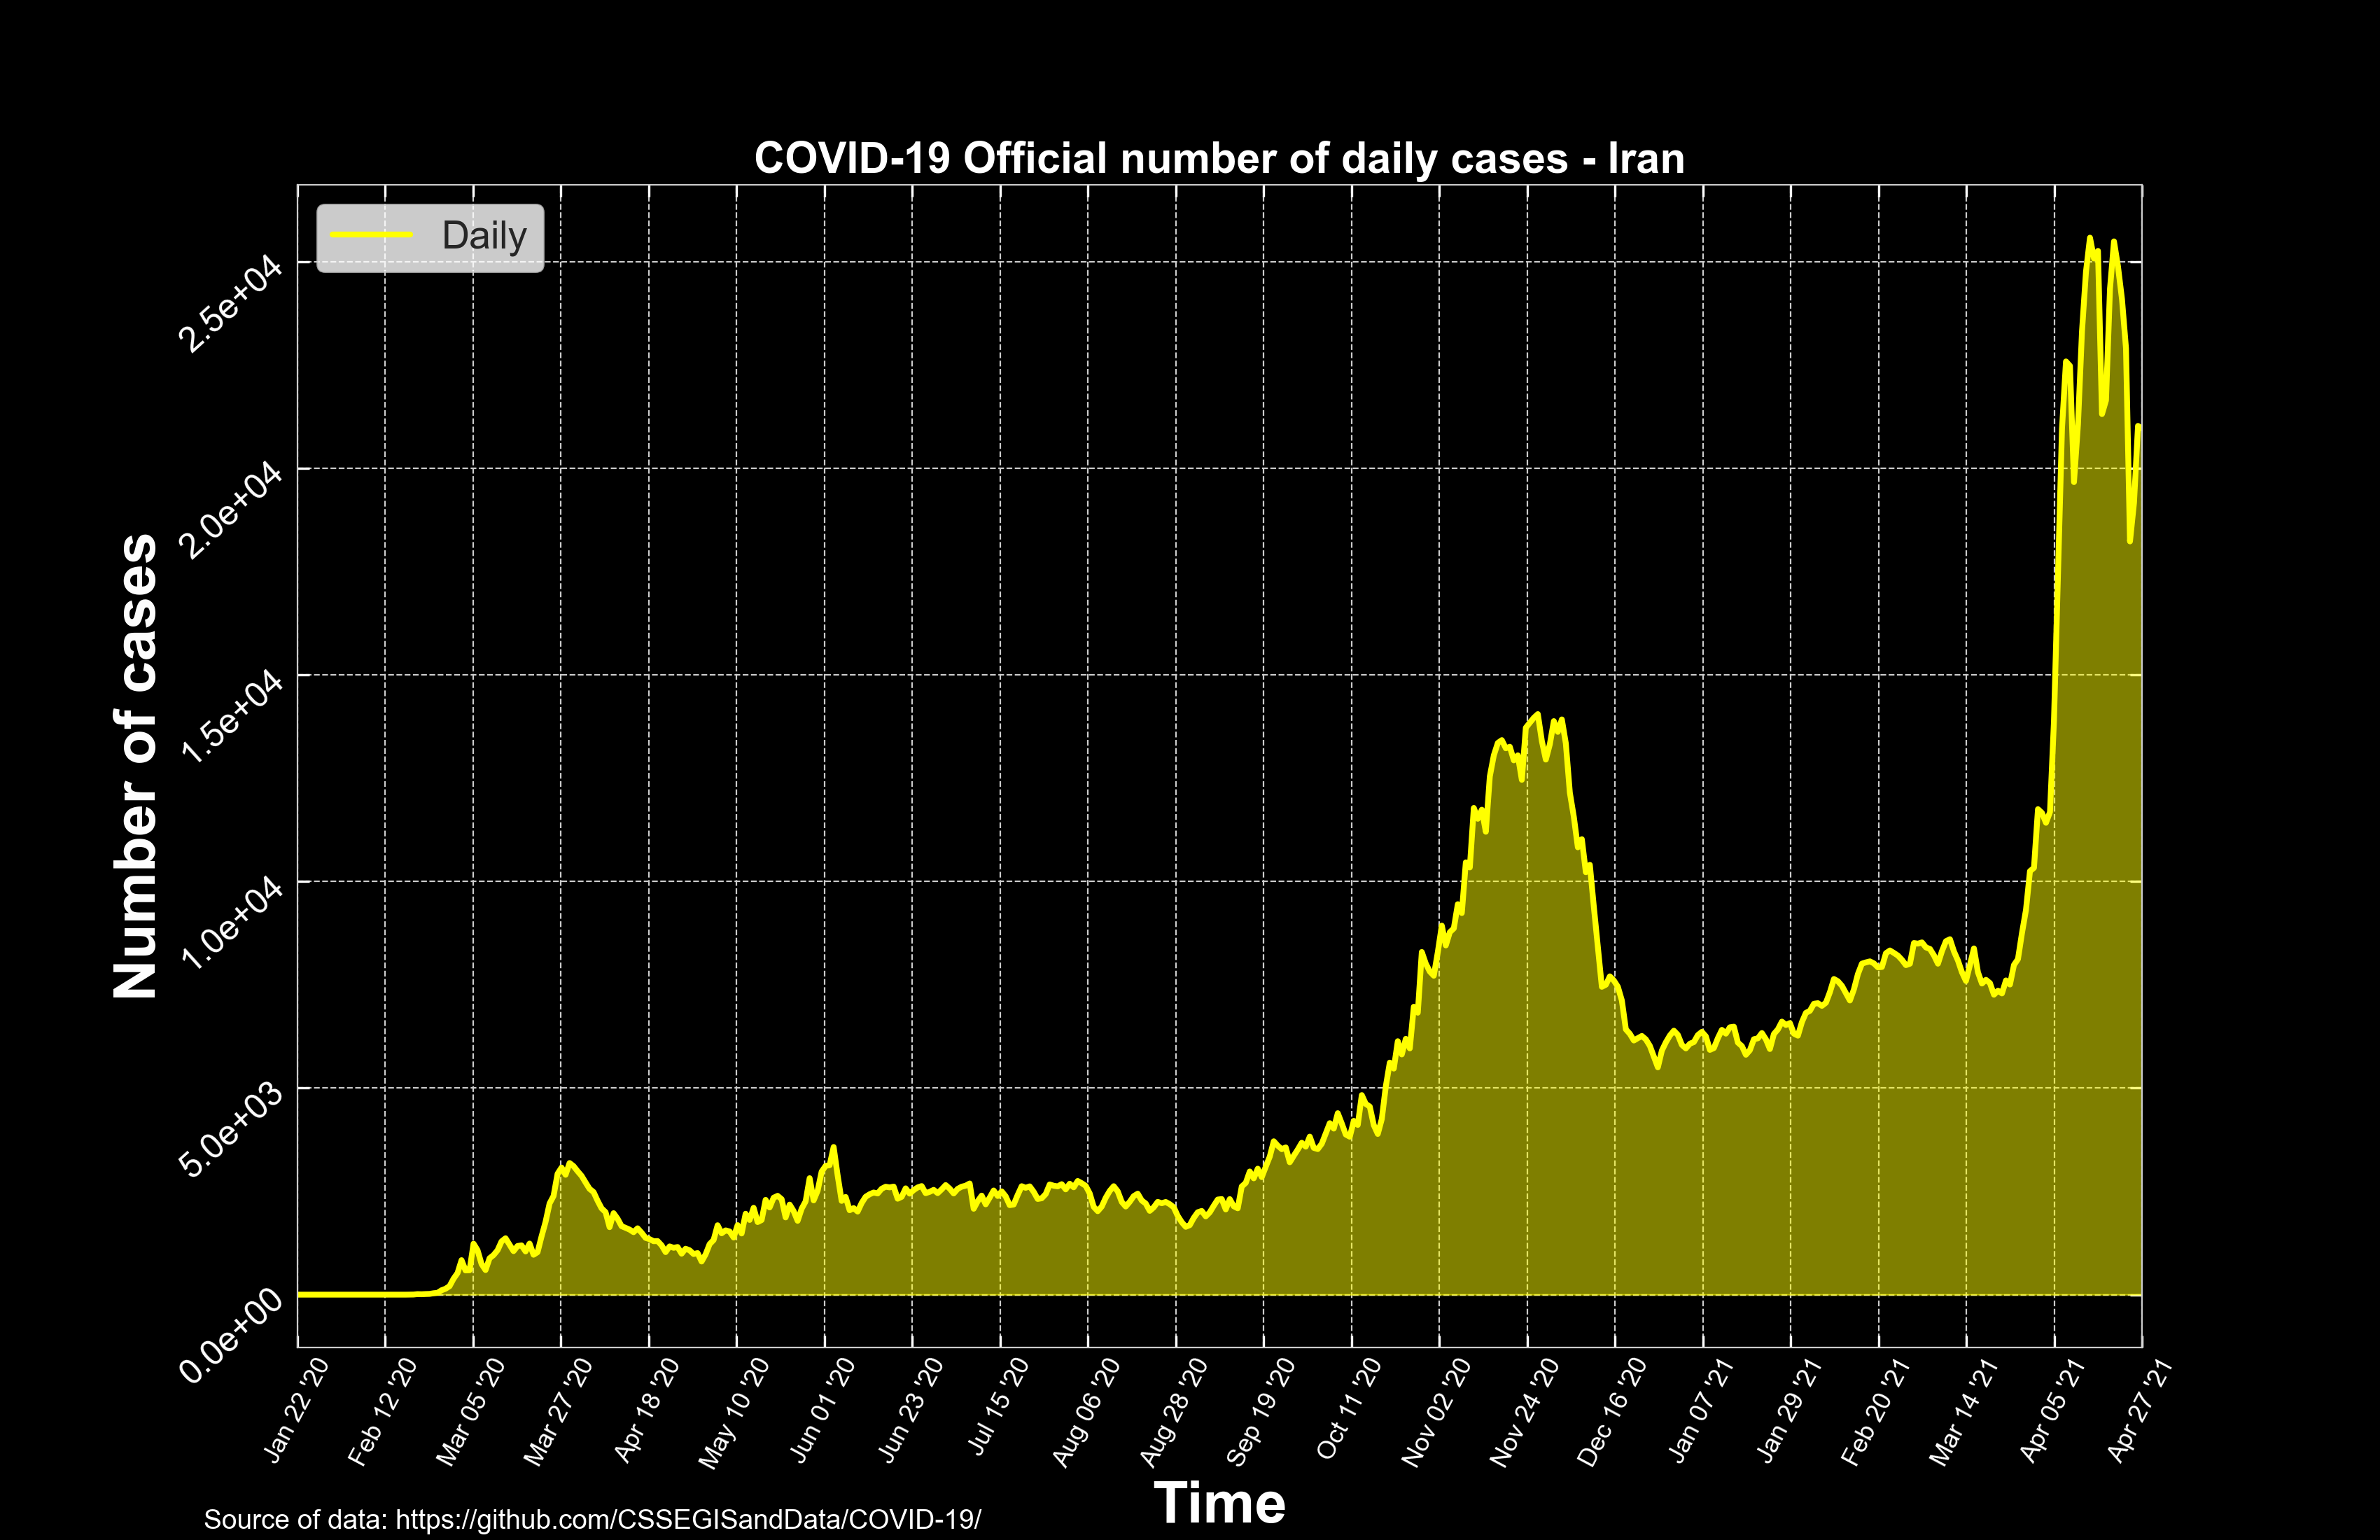 COVID-19 Official number of daily cases - Iran
Daily
Number of cases
2.5e+04
2.0e+04
1.5e+04
1.0e+04
5.0e+03
0.0e+00
Jan 22 '20
Feb 12 '20
Mar 05 '20
Mar 27 '20
Apr 18 '20
May 10 '20
Jun 01 '20
Jun 23 '20
Jul 15 '20
Aug 06 '20
Aug 28 '20
Sep 19 '20
Oct 11 '20
Nov 02 '20
Nov 24 '20
Dec 16 '20
Jan 07 '21
Jan 29 '21
Feb 20 '21
Mar 14 '21
Apr 05 '21
Apr 27 '21
Time
Source of data: https://github.com/CSSEGISandData/COVID-19/